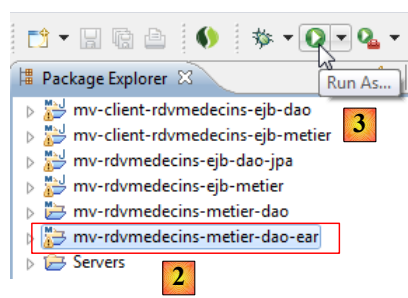 Package Explorer
Run As...
mv-client-rdvmedecins-ejb-dao
3
mv-client-rdvmedecins-ejb-metier
mv-rdvmedecins-ejb-dao-jpa
mv-rdvmedecins-ejb-metier
mv-rdvmedecins-metier-dao
mv-rdvmedecins-metier-dao-ear
Servers
2